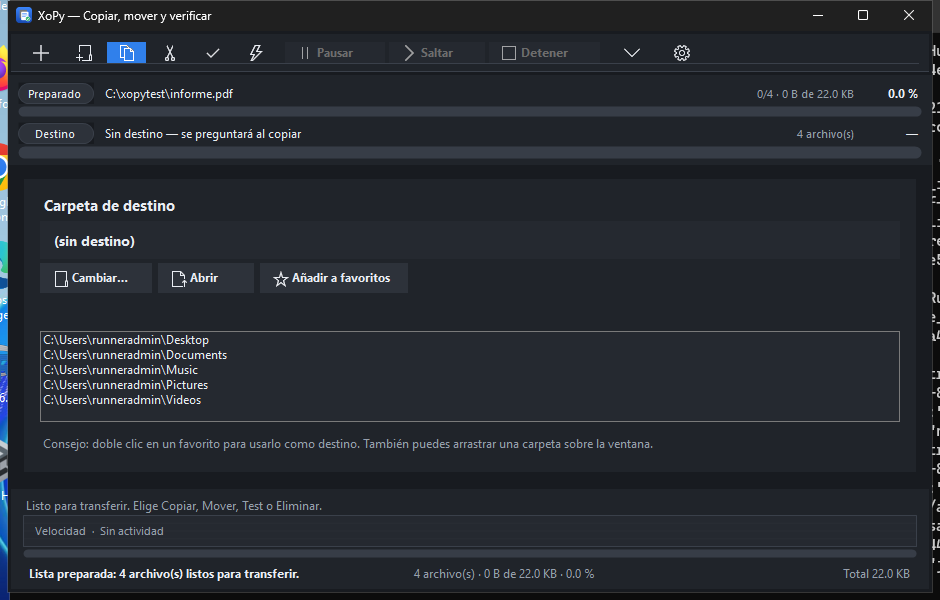 XoPy — Copiar, mover y verificar
Pausar Saltar Detener
Preparado C:\xopytest\informe.pdf 0/4 · 0 B de 22.0 KB 0.0 %
Destino Sin destino — se preguntará al copiar 4 archivo(s) —
Carpeta de destino
(sin destino)
Cambiar... Abrir Añadir a favoritos
C:\Users\runneradmin\Desktop
C:\Users\runneradmin\Documents
C:\Users\runneradmin\Music
C:\Users\runneradmin\Pictures
C:\Users\runneradmin\Videos
Consejo: doble clic en un favorito para usarlo como destino. También puedes arrastrar una carpeta sobre la ventana.
Listo para transferir. Elige Copiar, Mover, Test o Eliminar.
Velocidad · Sin actividad
Lista preparada: 4 archivo(s) listos para transferir. 4 archivo(s) · 0 B de 22.0 KB · 0.0 % Total 22.0 KB